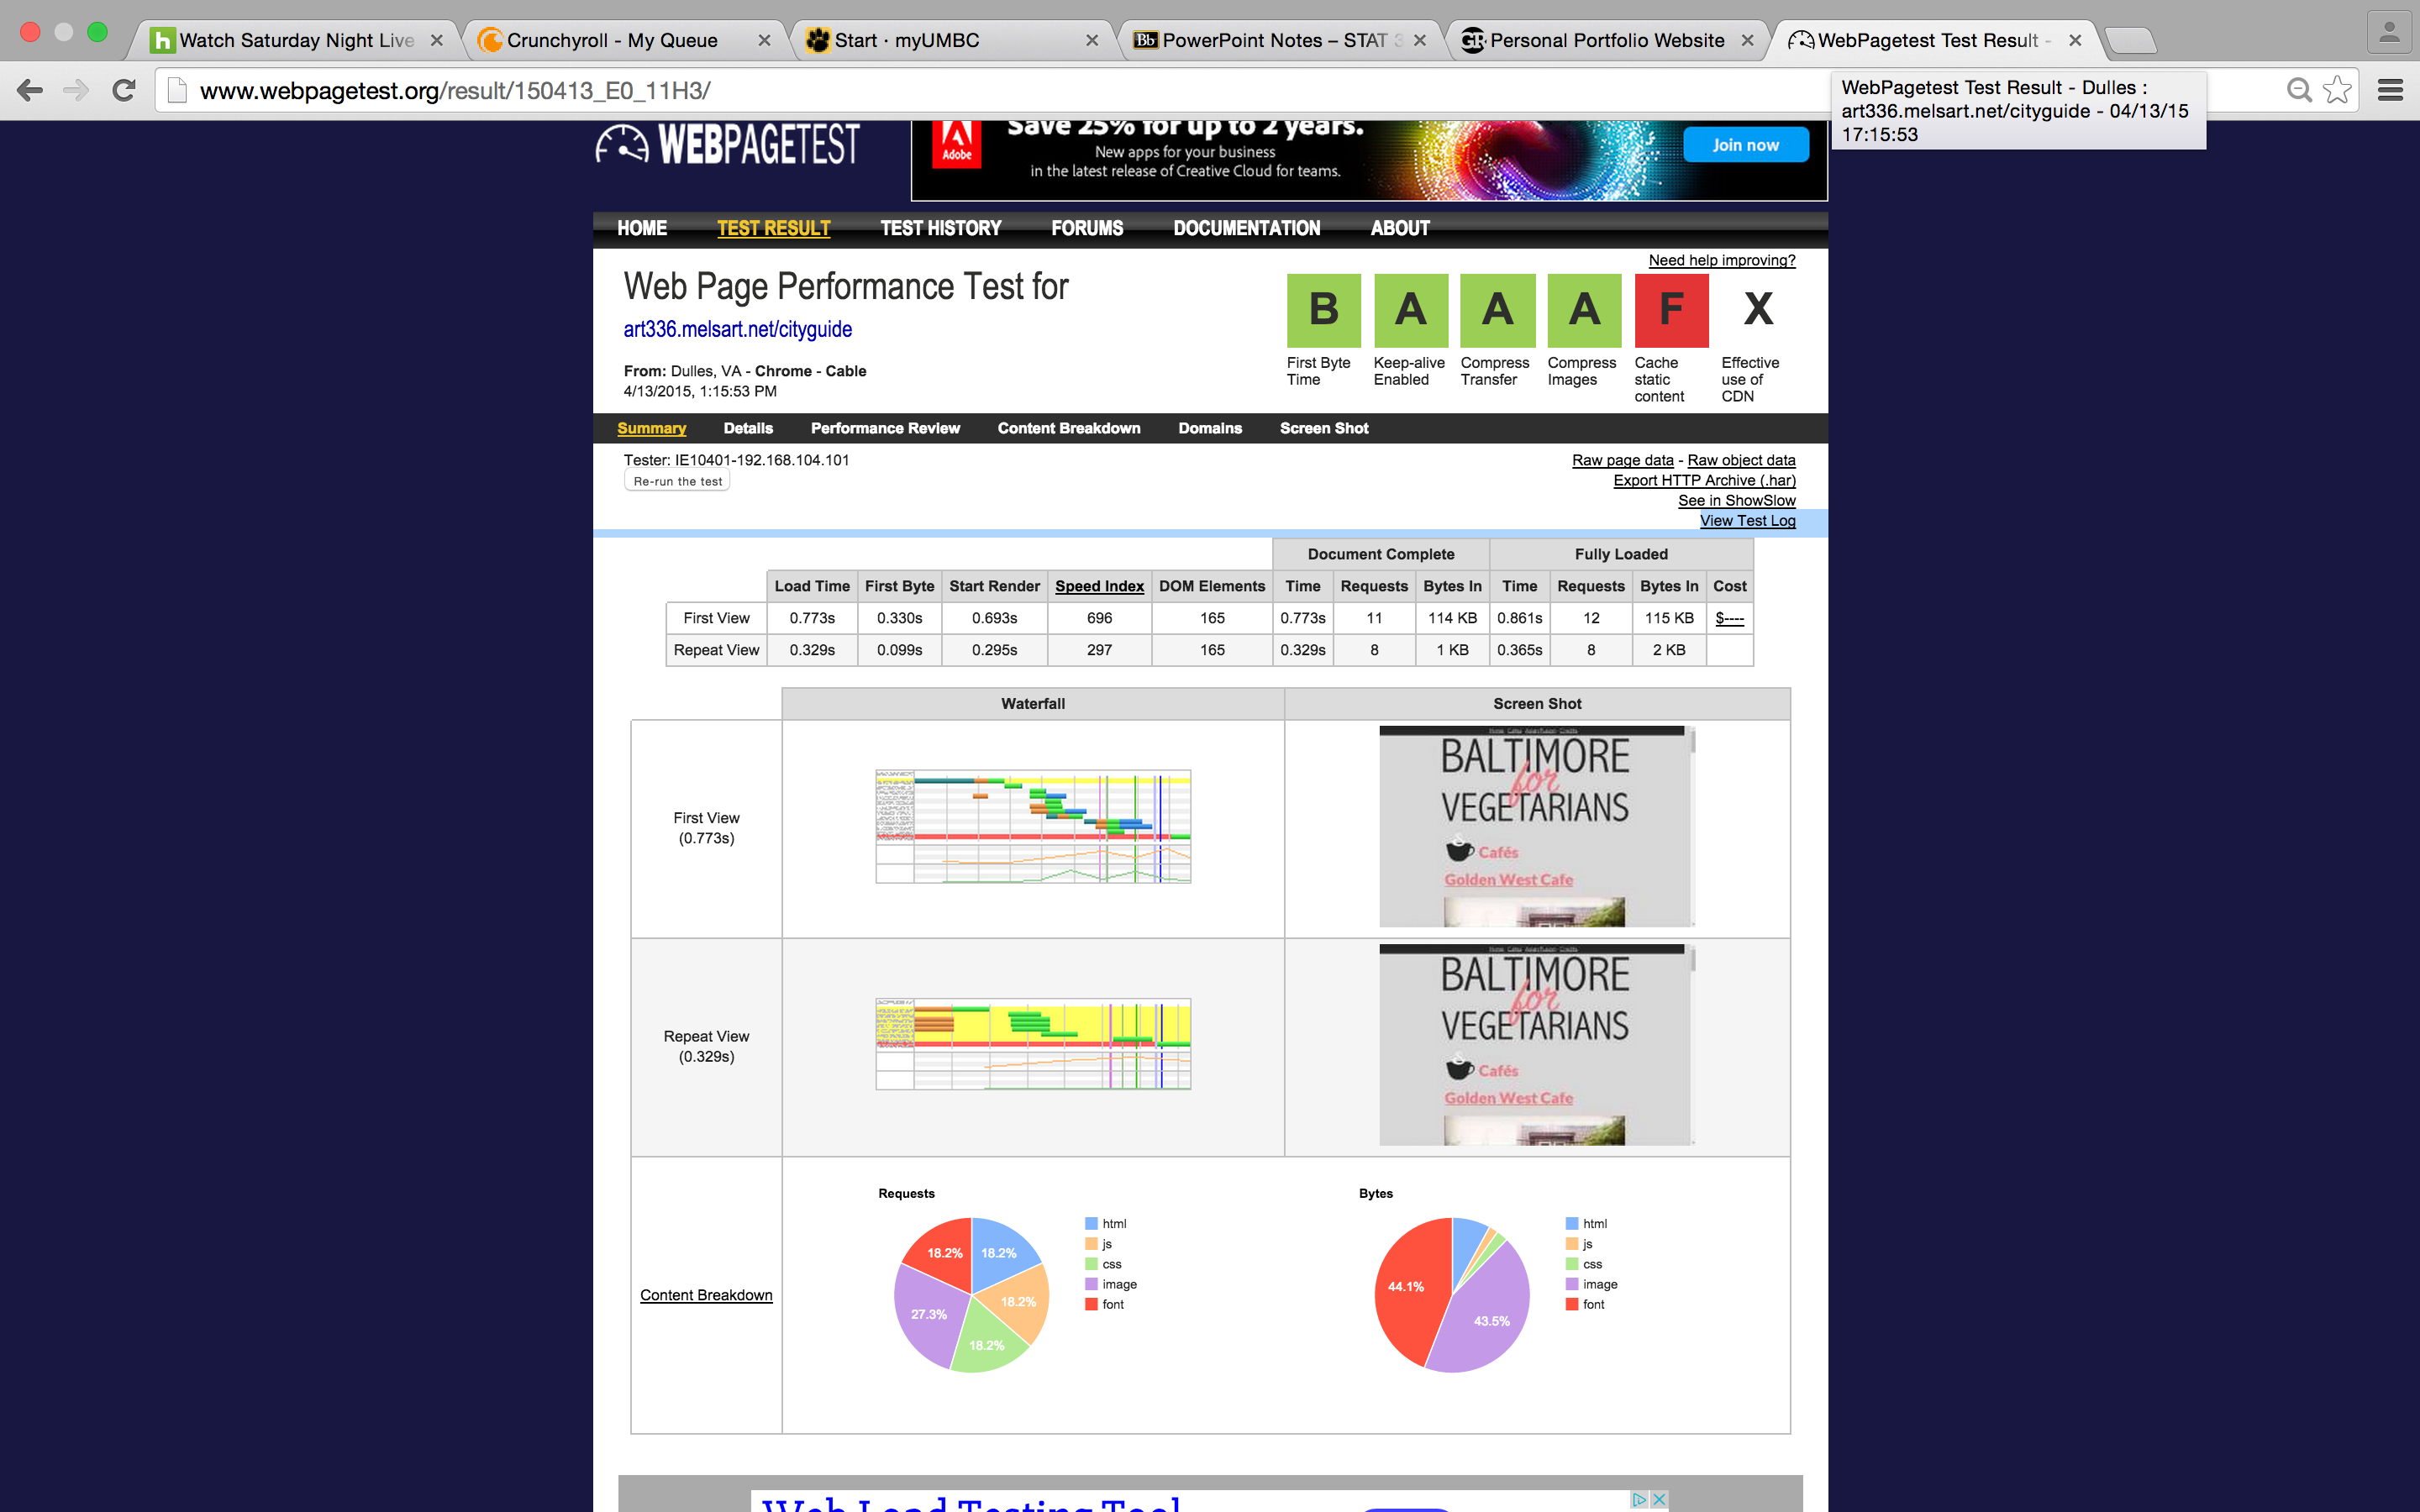 Watch Saturday Night Live
Crunchyroll - My Queue
Start · myUMBC
Bb PowerPoint Notes – STAT 3
GR Personal Portfolio Website
WebPagetest Test Result -
www.webpagetest.org/result/150413_E0_11H3/
WebPagetest Test Result - Dulles :
art336.melsart.net/cityguide - 04/13/15
17:15:53
WEBPAGETEST
Adobe
Save 25% for up to 2 years.
New apps for your business
in the latest release of Creative Cloud for teams.
Join now
HOME TEST RESULT TEST HISTORY FORUMS DOCUMENTATION ABOUT
Need help improving?
Web Page Performance Test for
art336.melsart.net/cityguide
From: Dulles, VA - Chrome - Cable
4/13/2015, 1:15:53 PM
B A A A F X
First Byte Time
Keep-alive Enabled
Compress Transfer
Compress Images
Cache static content
Effective use of CDN
Summary Details Performance Review Content Breakdown Domains Screen Shot
Tester: IE10401-192.168.104.101
Re-run the test
Raw page data - Raw object data
Export HTTP Archive (.har)
See in ShowSlow
View Test Log
Document Complete Fully Loaded
Load Time First Byte Start Render Speed Index DOM Elements Time Requests Bytes In Time Requests Bytes In Cost
First View 0.773s 0.330s 0.693s 696 165 0.773s 11 114 KB 0.861s 12 115 KB $----
Repeat View 0.329s 0.099s 0.295s 297 165 0.329s 8 1 KB 0.365s 8 2 KB
Waterfall Screen Shot
First View
(0.773s)
BALTIMORE
for
VEGETARIANS
Cafés
Golden West Cafe
Repeat View
(0.329s)
BALTIMORE
for
VEGETARIANS
Cafés
Golden West Cafe
Content Breakdown
Requests
18.2% 18.2%
18.2%
27.3%
18.2%
html
js
css
image
font
Bytes
44.1%
43.5%
html
js
css
image
font
Web Load Testing Tool